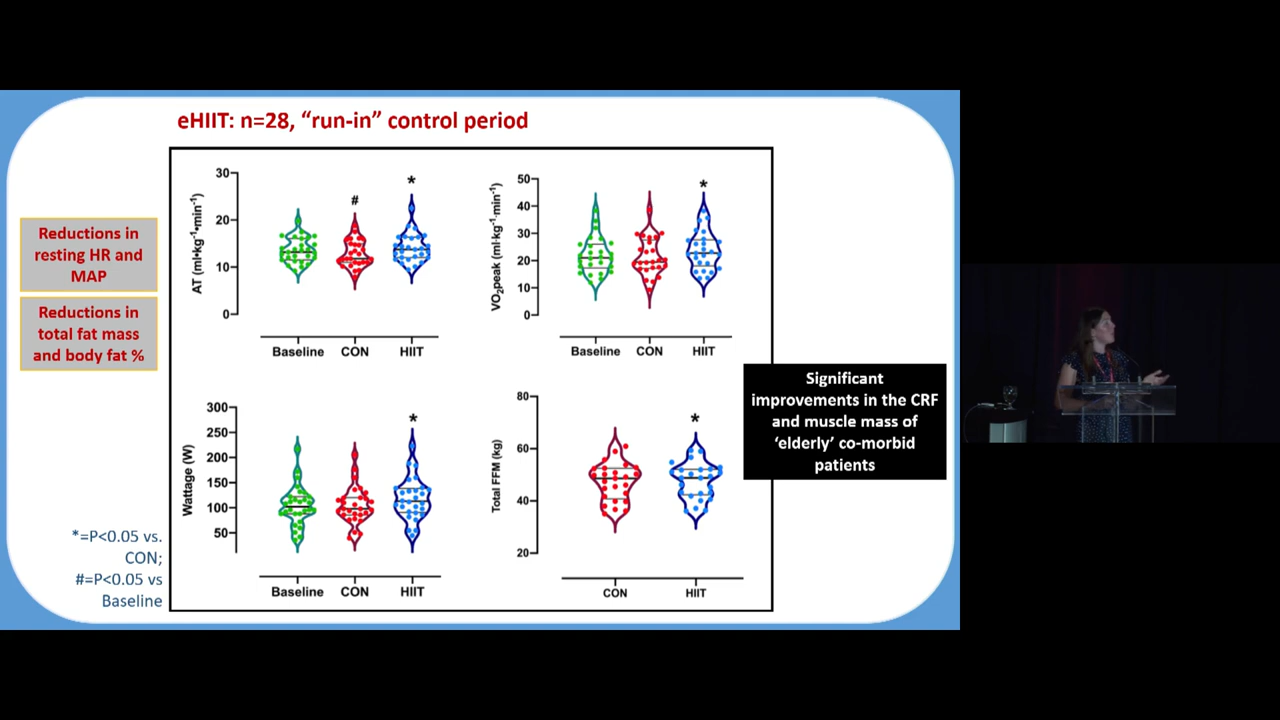 eHIIT: n=28, “run-in” control period
Reductions in
resting HR and
MAP
Reductions in
total fat mass
and body fat %
*=P<0.05 vs.
CON;
#=P<0.05 vs
Baseline
AT (ml•kg⁻¹•min⁻¹)
30
20
10
0
#
*
Baseline CON HIIT
VO₂peak (ml·kg⁻¹·min⁻¹)
50
40
30
20
10
0
*
Baseline CON HIIT
Wattage (W)
300
250
200
150
100
50
*
Baseline CON HIIT
Total FFM (kg)
80
60
40
20
*
CON HIIT
Significant
improvements in the CRF
and muscle mass of
‘elderly’ co-morbid
patients